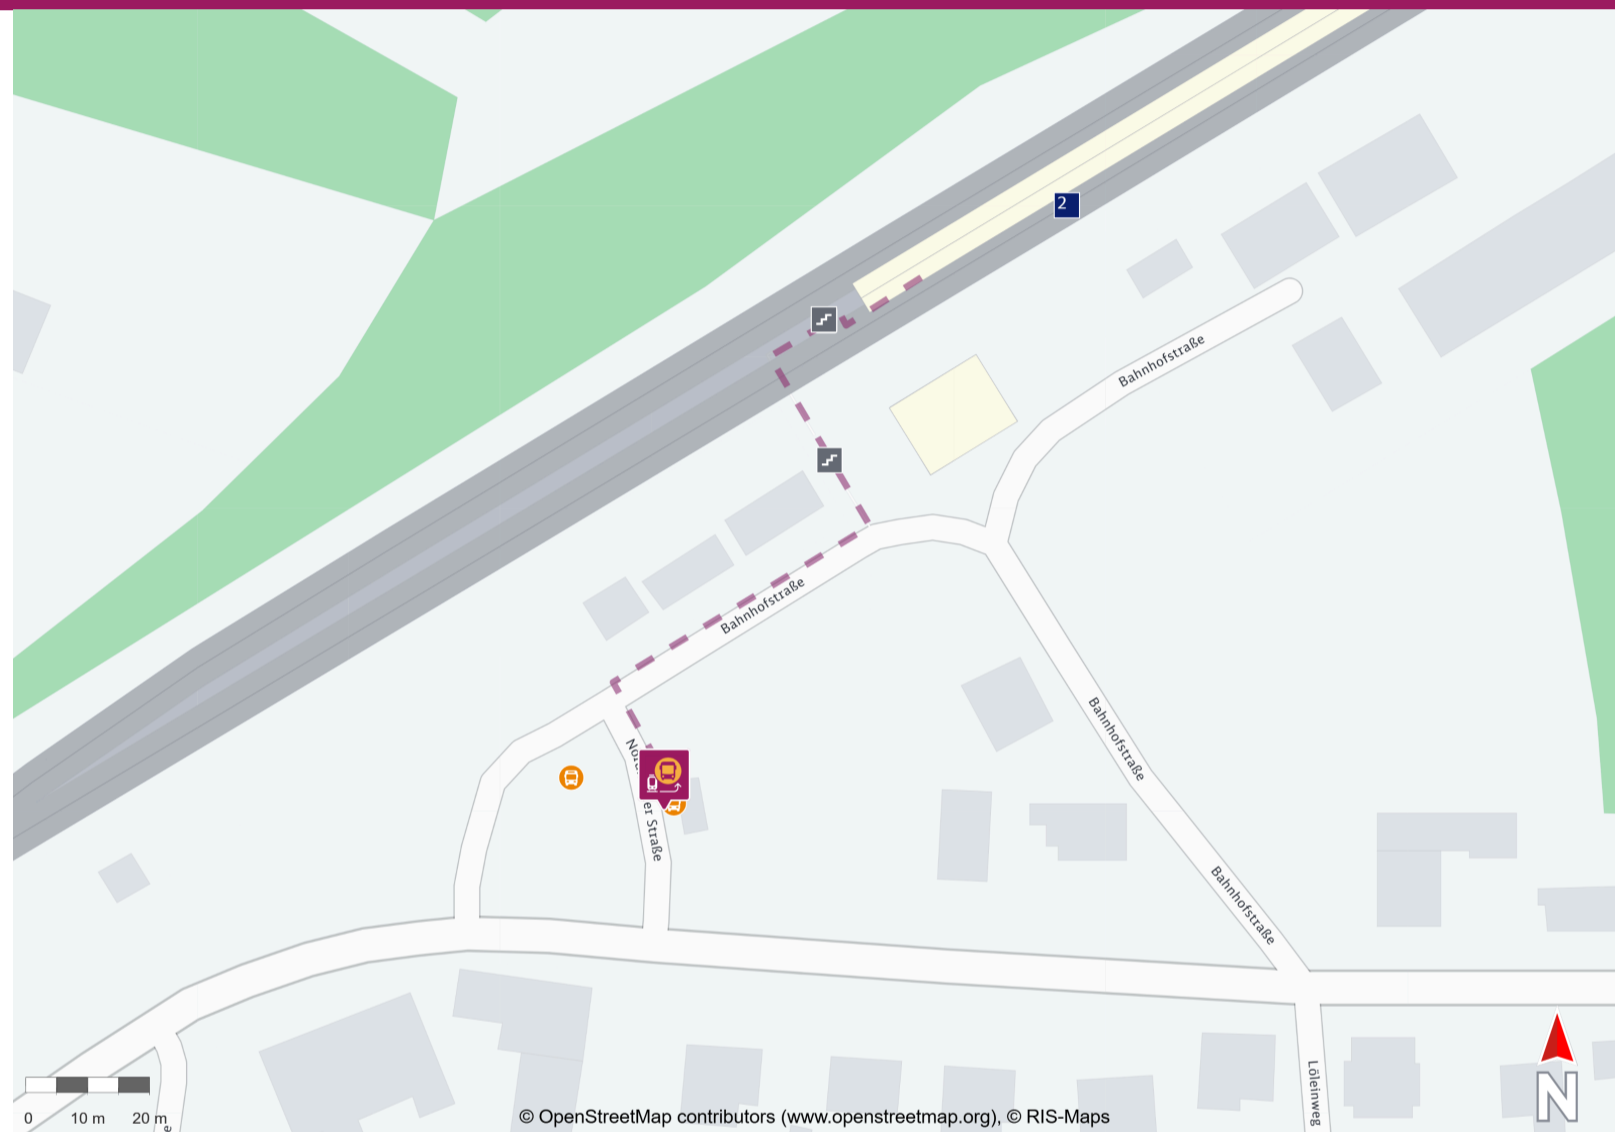 2
Bahnhofstraße
Bahnhofstraße
er Straße
Bahnhofstraße
Bahnhofstraße
Löleinweg
N
0 10 m 20 m
© OpenStreetMap contributors (www.openstreetmap.org), © RIS-Maps